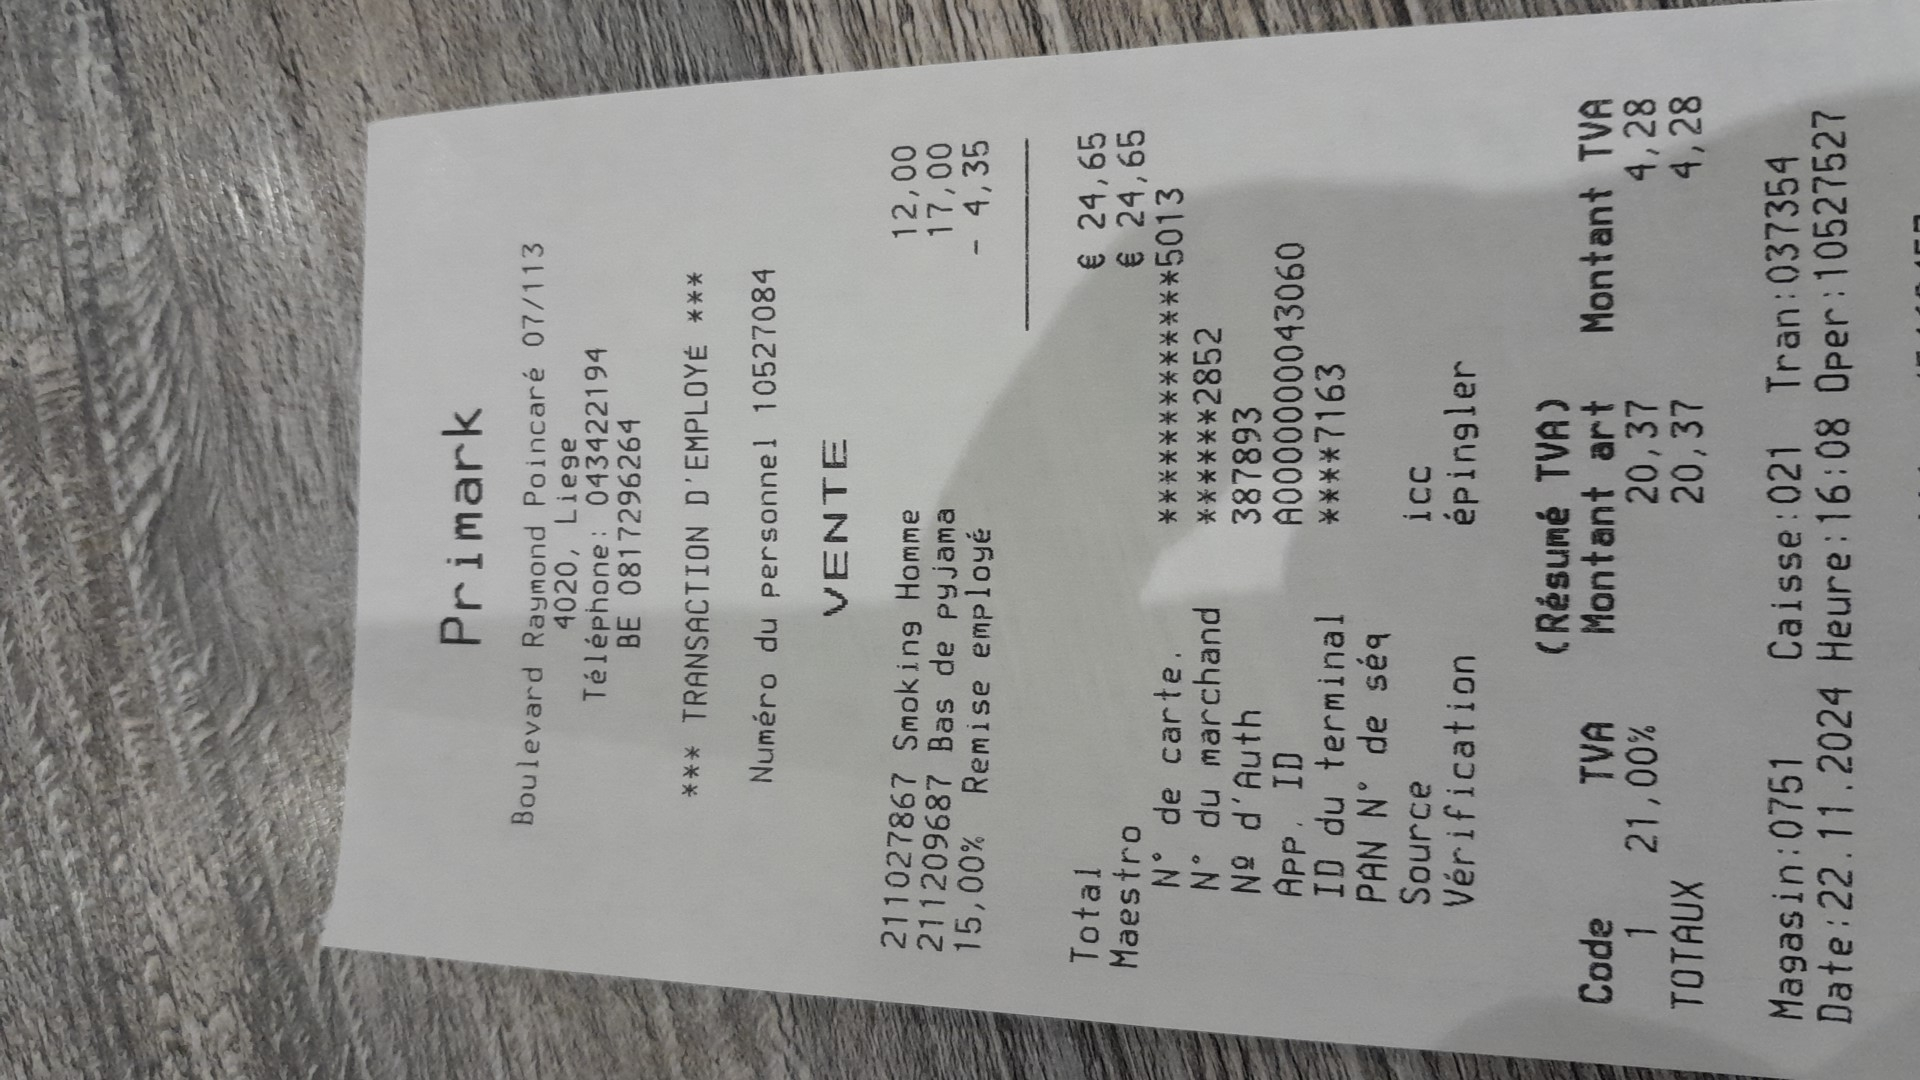 Primark
Boulevard Raymond Poincaré 07/113
4020, Liege
Téléphone: 043422194
BE 0817296264
*** TRANSACTION D'EMPLOYÉ ***
Numéro du personnel 10527084
VENTE
211027867 Smoking Homme 12,00
211209687 Bas de pyjama 17,00
15,00% Remise employé - 4,35
Total € 24,65
Maestro € 24,65
N° de carte. ***************5013
N° du marchand ******2852
Nº d'Auth 387893
App. ID A0000000043060
ID du terminal ****7163
PAN N° de séq
Source icc
Vérification épingler
(Résumé TVA)
Code TVA Montant art Montant TVA
1 21,00% 20,37 4,28
TOTAUX 20,37 4,28
Magasin:0751 Caisse:021 Tran:037354
Date:22.11.2024 Heure:16:08 Oper:10527527